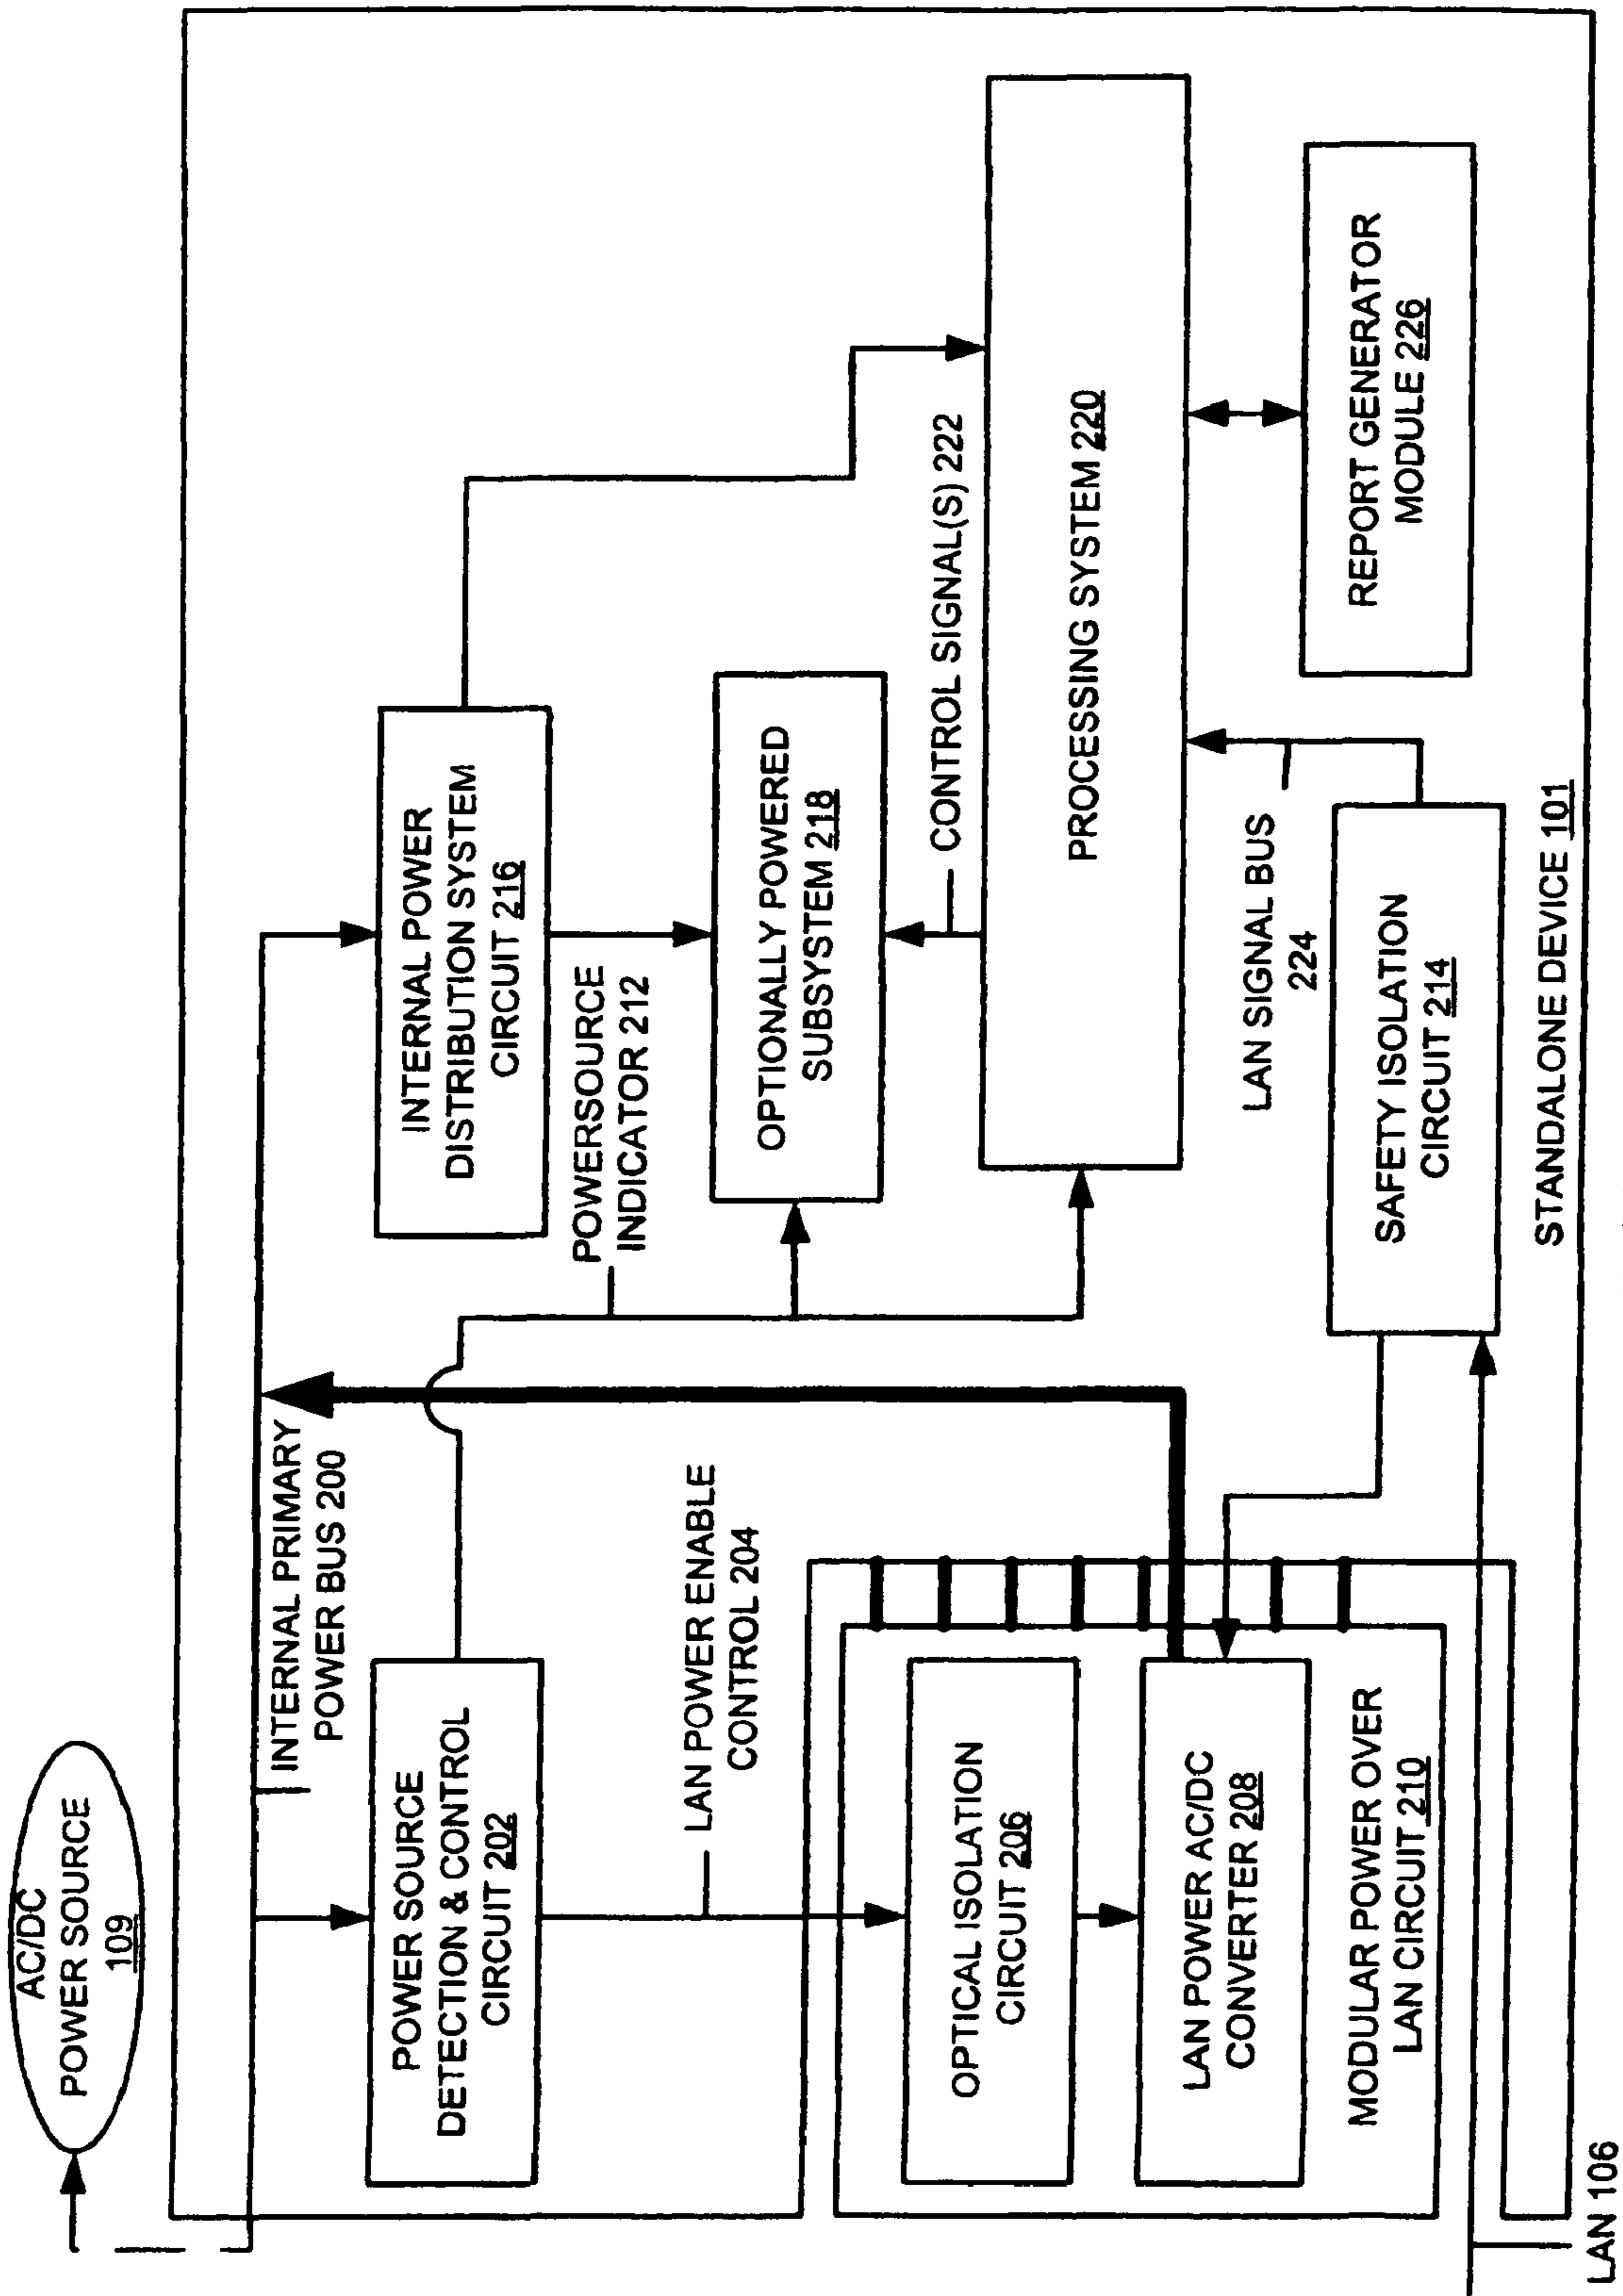 AC/DC
POWER SOURCE
109
INTERNAL PRIMARY
POWER BUS 200
POWER SOURCE
DETECTION & CONTROL
CIRCUIT 202
INTERNAL POWER
DISTRIBUTION SYSTEM
CIRCUIT 216
POWERSOURCE
INDICATOR 212
LAN POWER ENABLE
CONTROL 204
OPTIONALLY POWERED
SUBSYSTEM 218
CONTROL SIGNAL(S) 222
OPTICAL ISOLATION
CIRCUIT 206
LAN POWER AC/DC
CONVERTER 208
MODULAR POWER OVER
LAN CIRCUIT 210
PROCESSING SYSTEM 220
LAN SIGNAL BUS
224
SAFETY ISOLATION
CIRCUIT 214
REPORT GENERATOR
MODULE 226
STANDALONE DEVICE 101
LAN 106